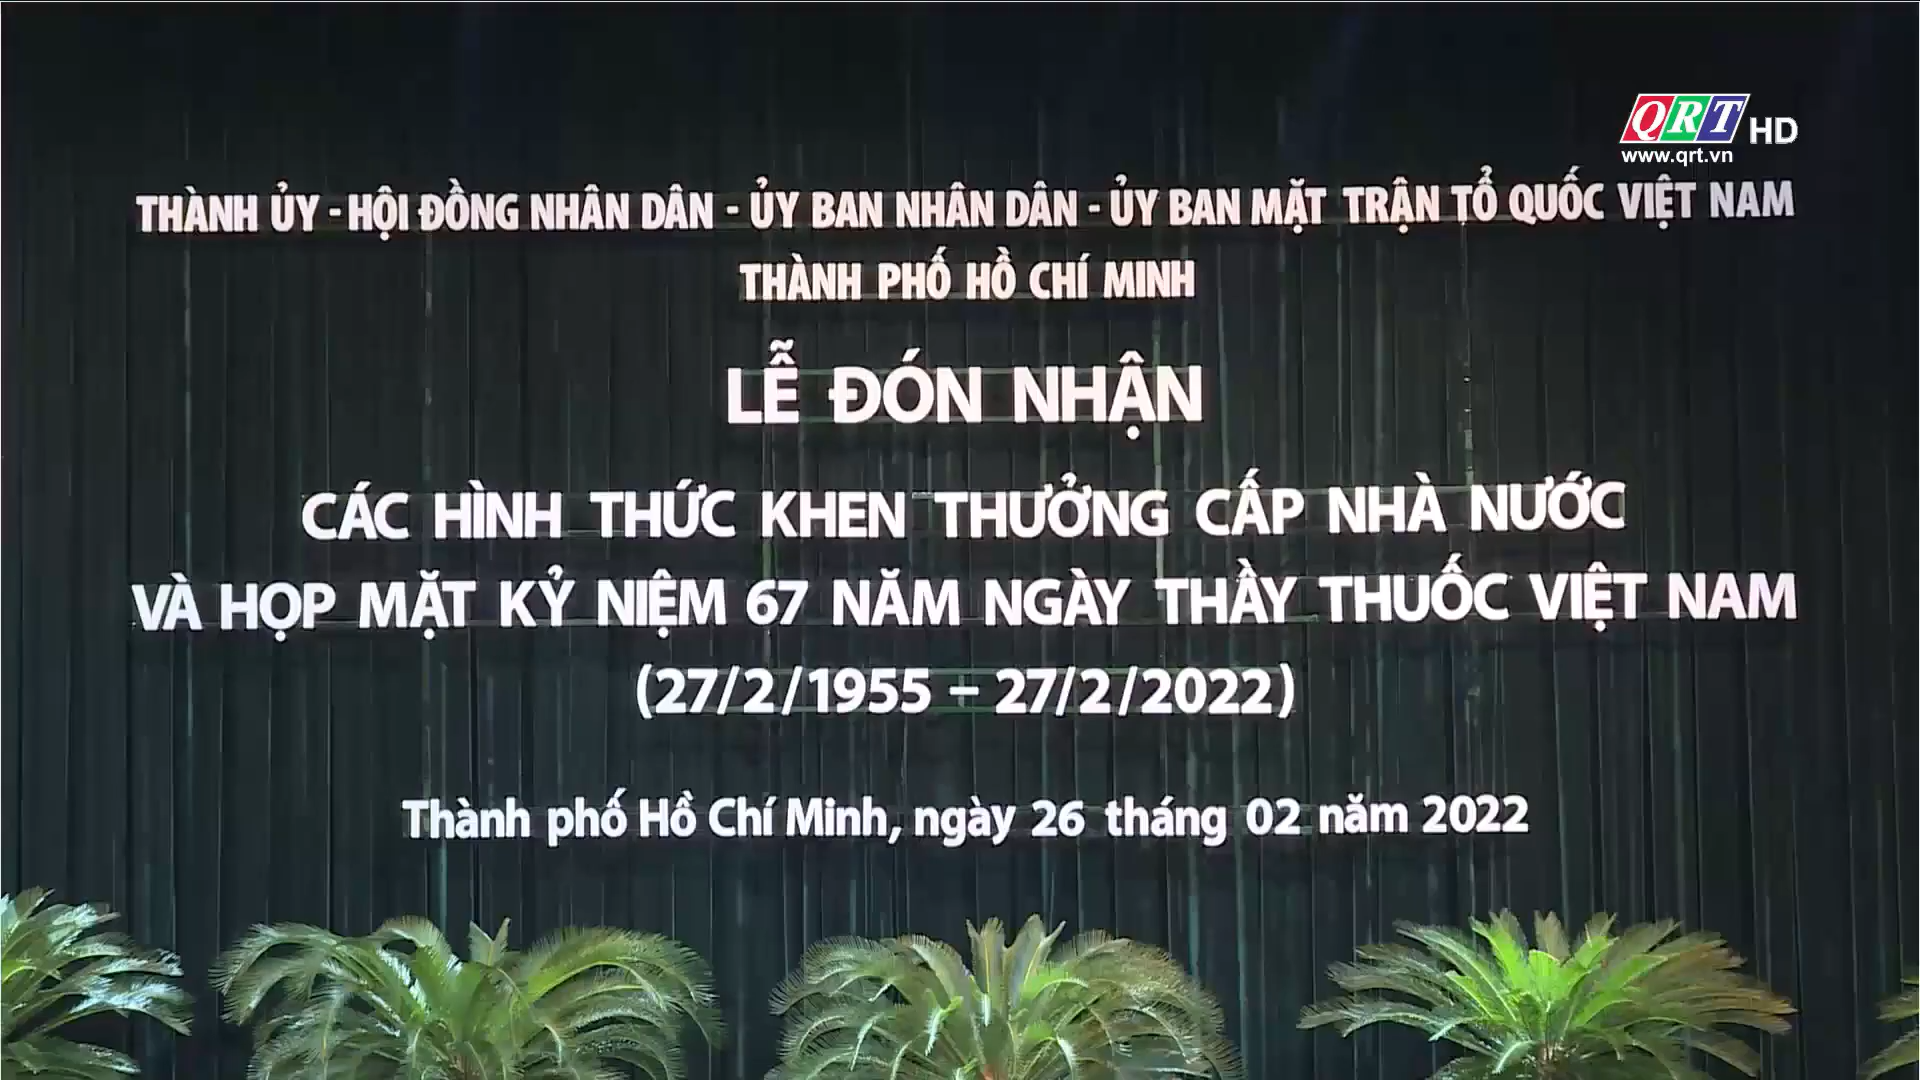 QRT HD
www.qrt.vn
THÀNH ỦY - HỘI ĐỒNG NHÂN DÂN - ỦY BAN NHÂN DÂN - ỦY BAN MẶT TRẬN TỔ QUỐC VIỆT NAM
THÀNH PHỐ HỒ CHÍ MINH
LỄ ĐÓN NHẬN
CÁC HÌNH THỨC KHEN THƯỞNG CẤP NHÀ NƯỚC
VÀ HỌP MẶT KỶ NIỆM 67 NĂM NGÀY THẦY THUỐC VIỆT NAM
(27/2/1955 – 27/2/2022)
Thành phố Hồ Chí Minh, ngày 26 tháng 02 năm 2022